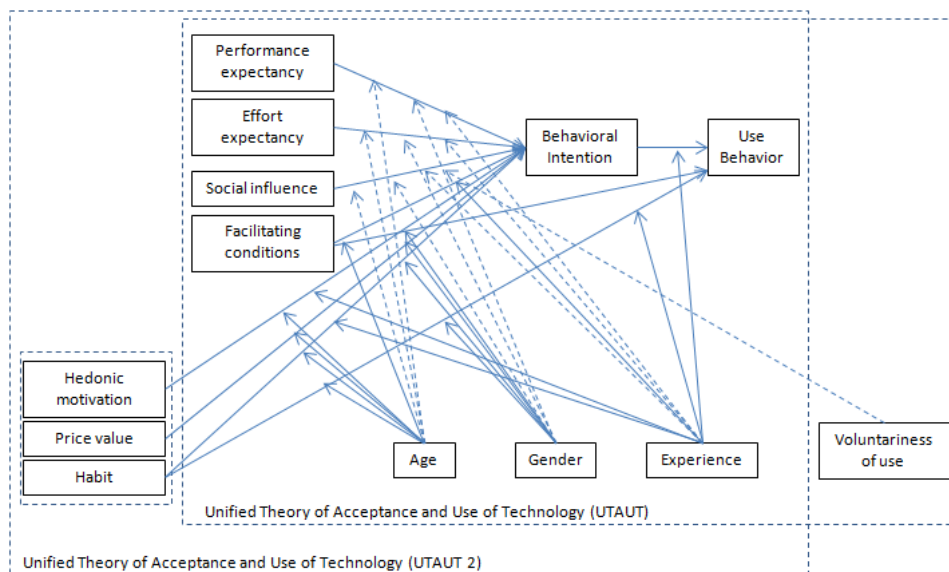 Performance
expectancy
Effort
expectancy
Behavioral
Intention
Use
Behavior
Social influence
Facilitating
conditions
Hedonic
motivation
Price value
Habit
Age
Gender
Experience
Voluntariness
of use
Unified Theory of Acceptance and Use of Technology (UTAUT)
Unified Theory of Acceptance and Use of Technology (UTAUT 2)